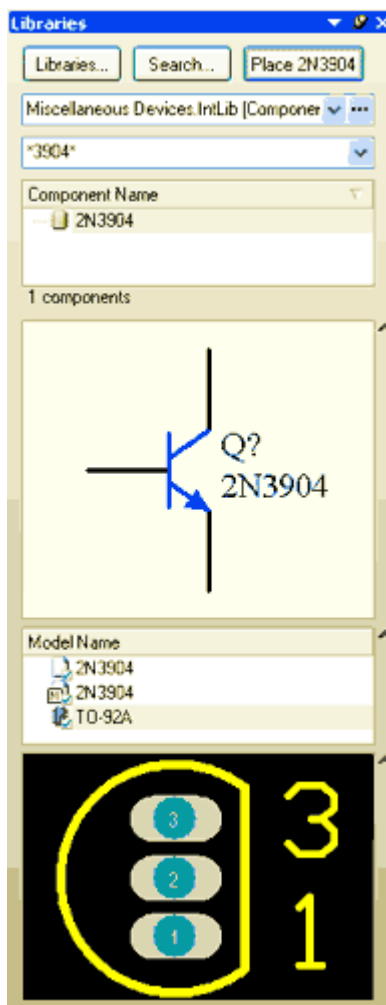 Libraries
Libraries... Search... Place 2N3904
Miscellaneous Devices.IntLib [Componer
*3904*
Component Name
2N3904
1 components
Q?
2N3904
Model Name
2N3904
2N3904
TO-92A
3
3
2
1
1